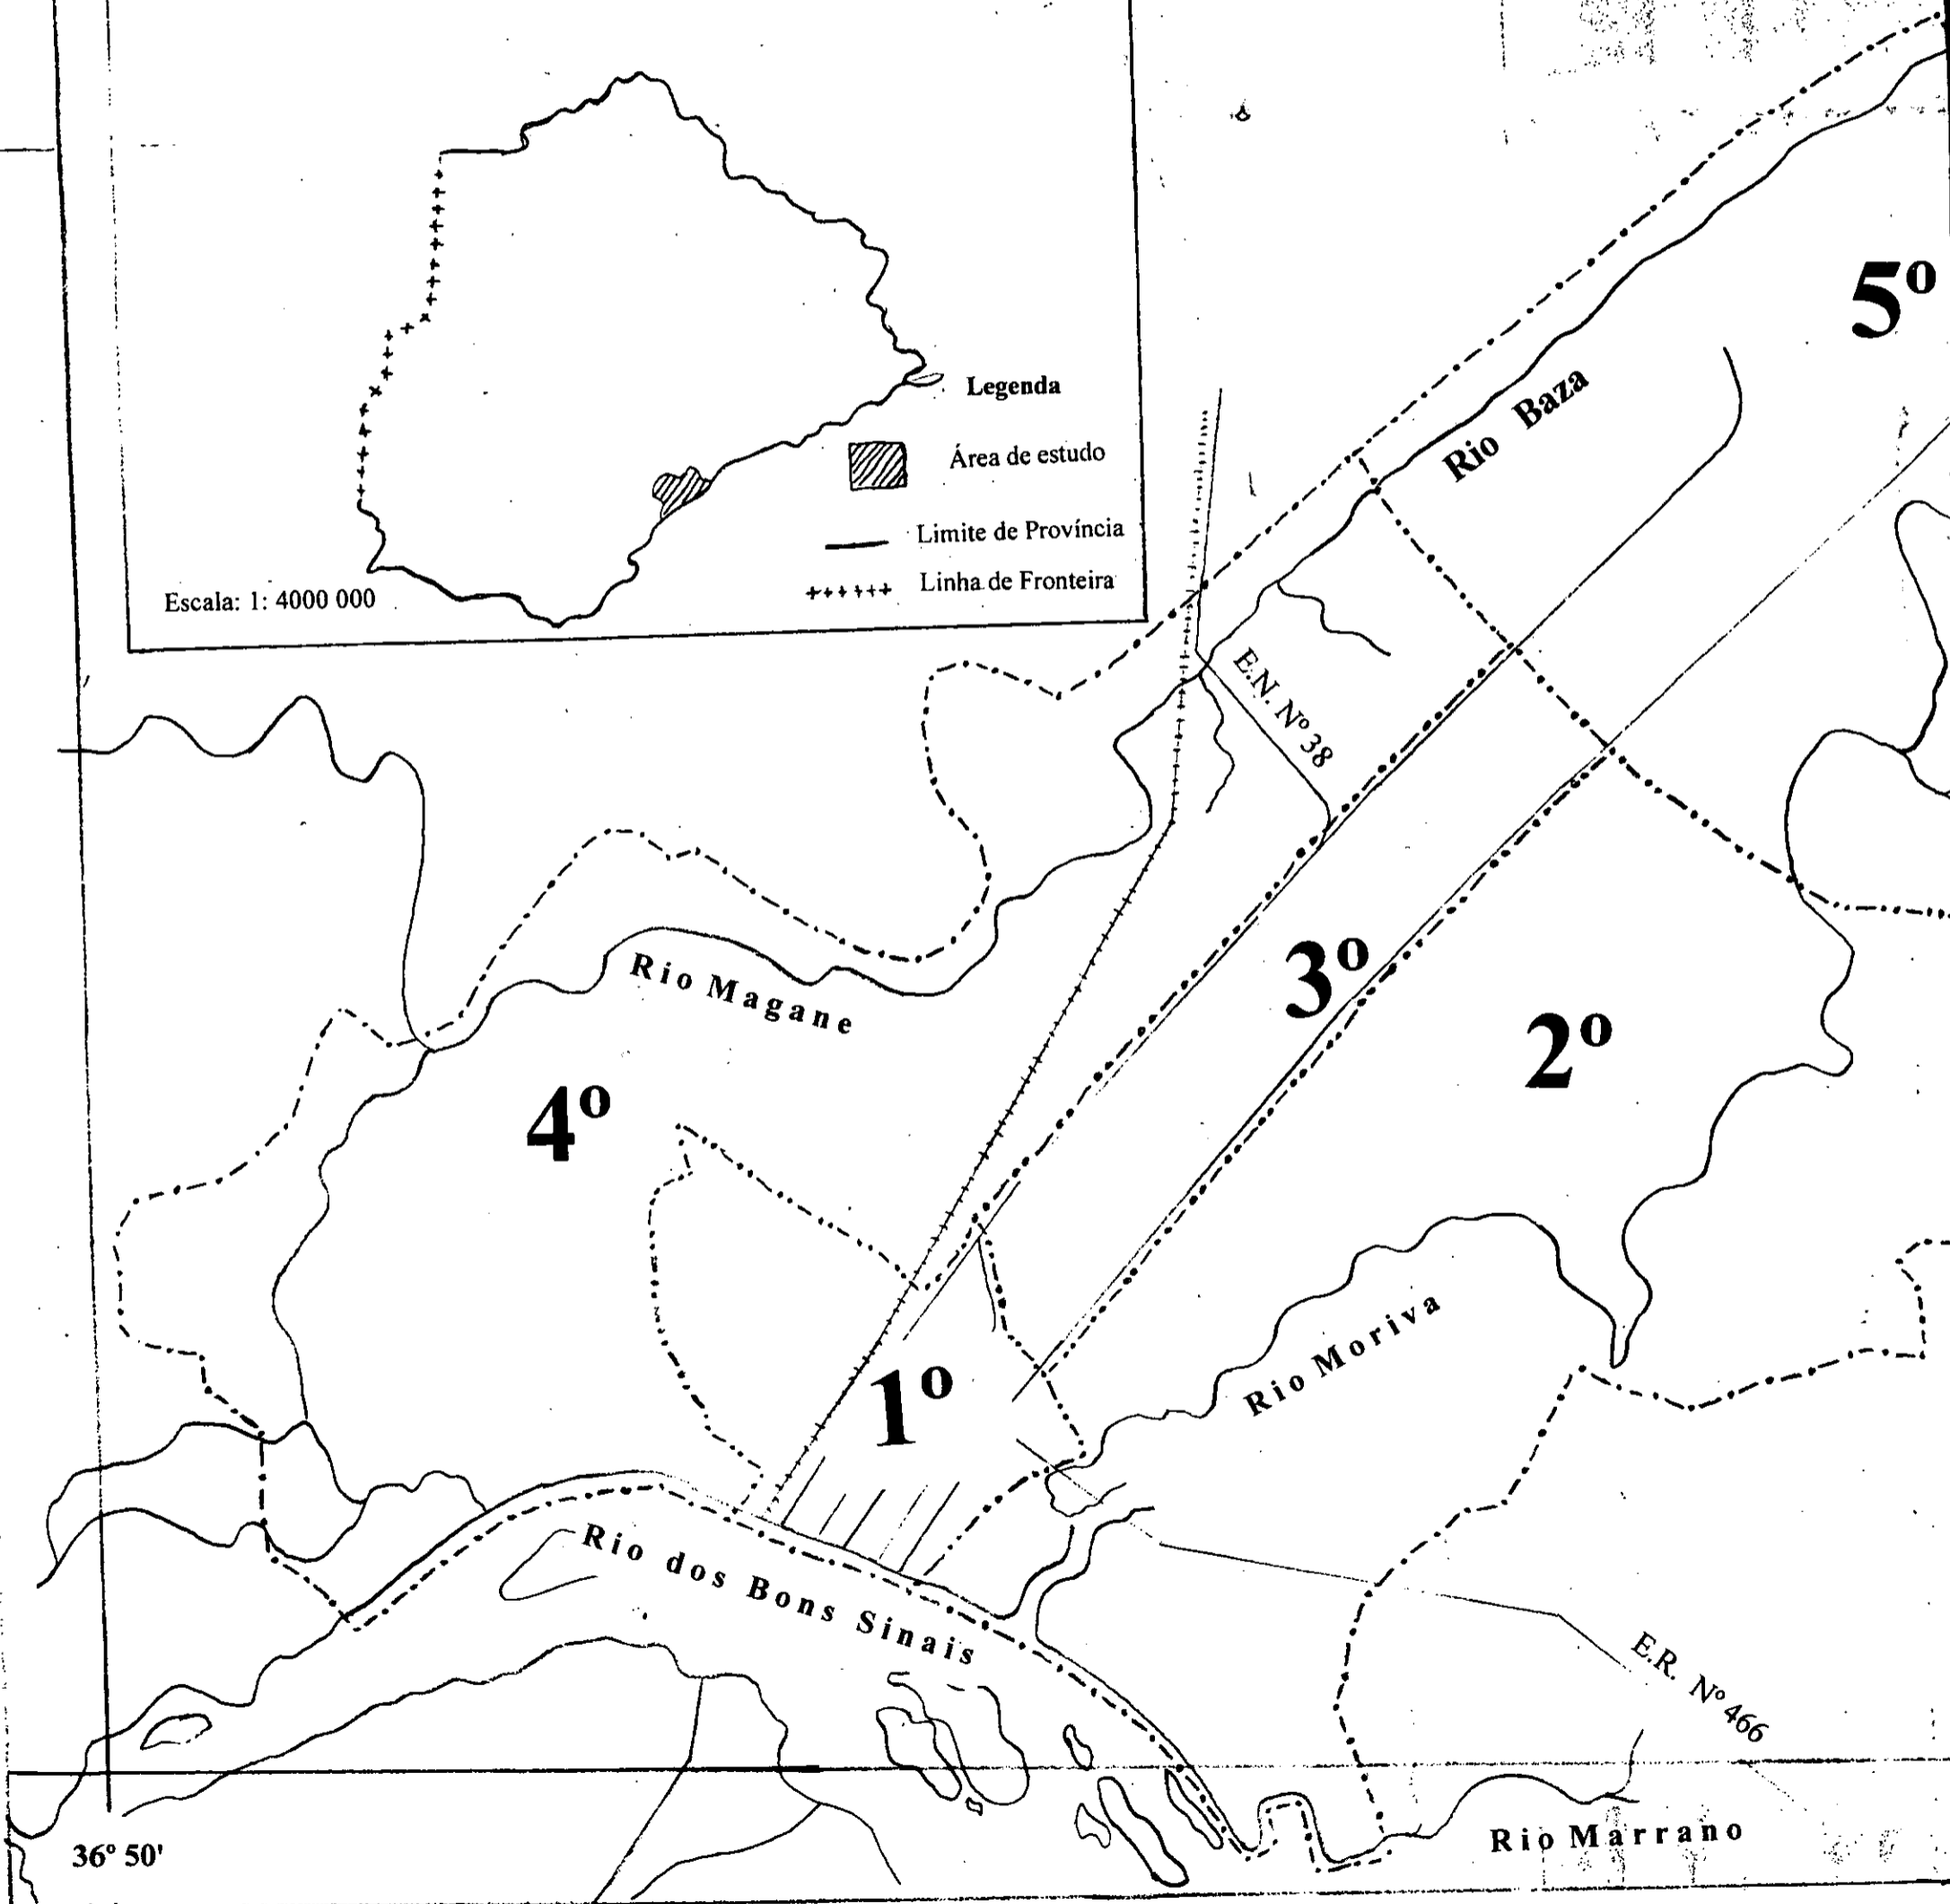 Legenda
Área de estudo
Limite de Província
Linha de Fronteira
Escala: 1: 4000 000
5º
Rio Baza
E.N. Nº 38
3º
Rio Magane
2º
4º
Rio Moriva
1º
Rio dos Bons Sinais
E.R. Nº 466
Rio Marrano
36º 50'